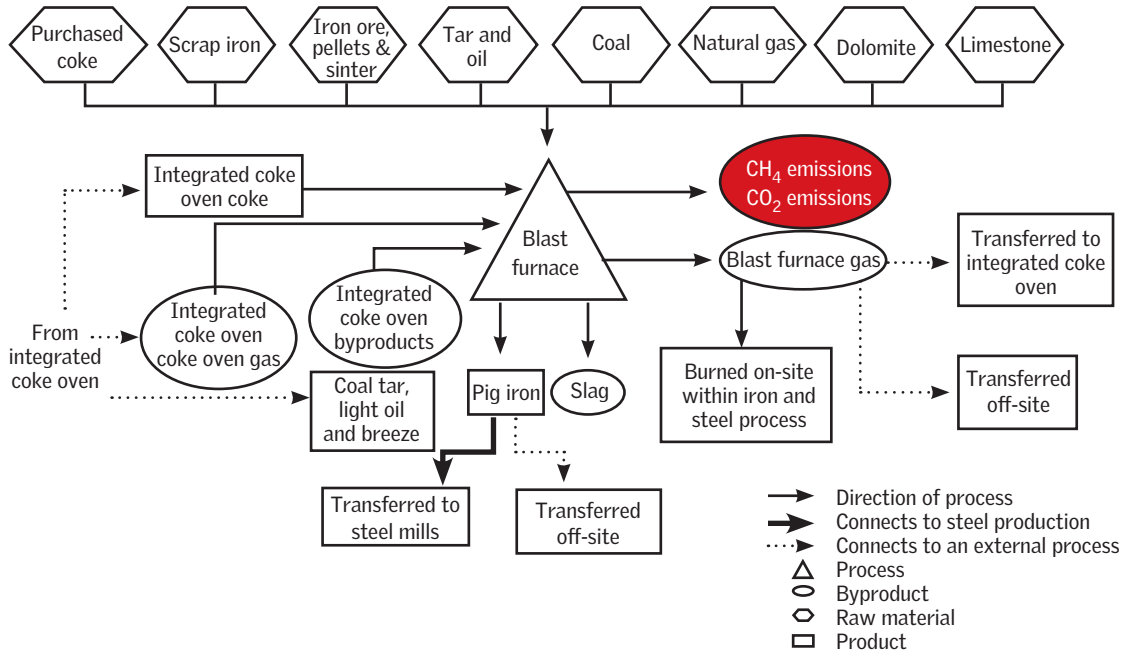 Purchased
coke
Scrap iron
Iron ore,
pellets &
sinter
Tar and
oil
Coal
Natural gas
Dolomite
Limestone
Integrated coke
oven coke
CH₄ emissions
CO₂ emissions
Blast
furnace
Blast furnace gas
Transferred to
integrated coke
oven
From
integrated
coke oven
Integrated
coke oven
coke oven gas
Integrated
coke oven
byproducts
Coal tar,
light oil
and breeze
Pig iron
Slag
Burned on-site
within iron and
steel process
Transferred
off-site
Transferred to
steel mills
Transferred
off-site
Direction of process
Connects to steel production
Connects to an external process
Process
Byproduct
Raw material
Product